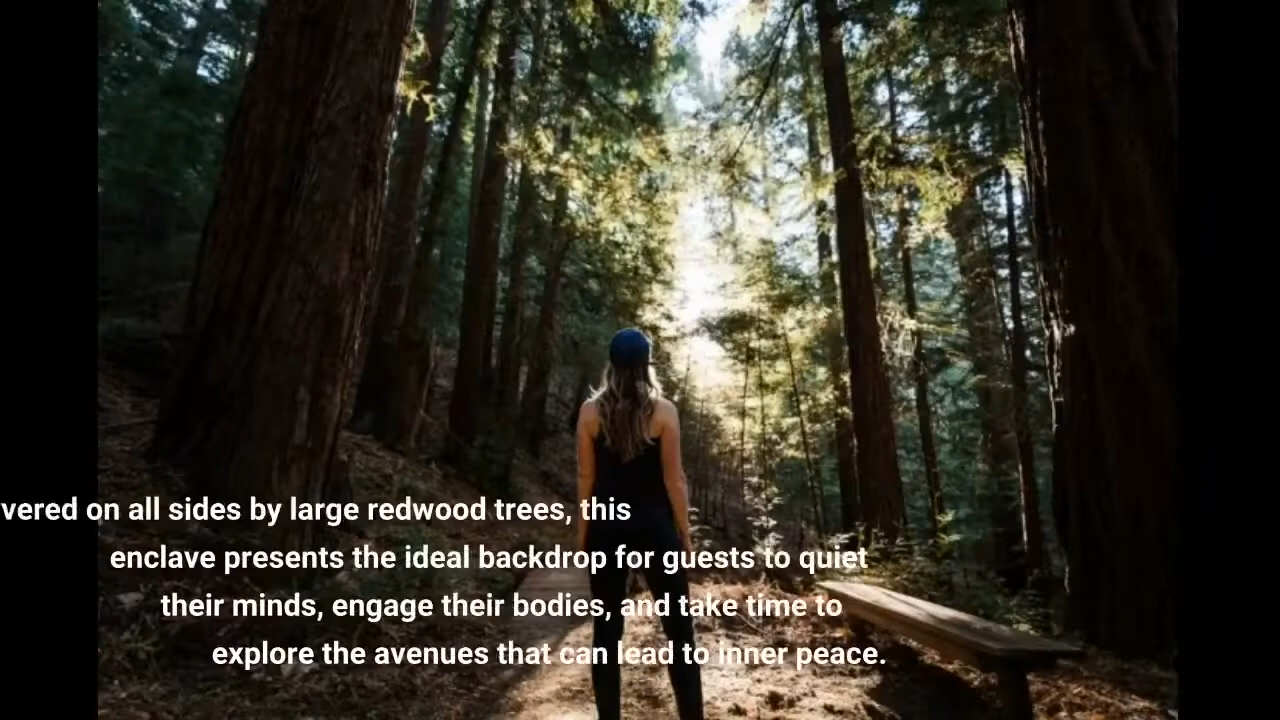 vered on all sides by large redwood trees, this
enclave presents the ideal backdrop for guests to quiet
their minds, engage their bodies, and take time to
explore the avenues that can lead to inner peace.